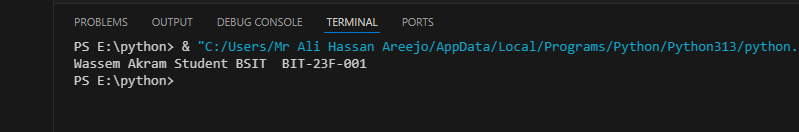 PROBLEMS OUTPUT DEBUG CONSOLE TERMINAL PORTS
PS E:\python> & "C:/Users/Mr Ali Hassan Areejo/AppData/Local/Programs/Python/Python313/python.
Wassem Akram Student BSIT  BIT-23F-001
PS E:\python>